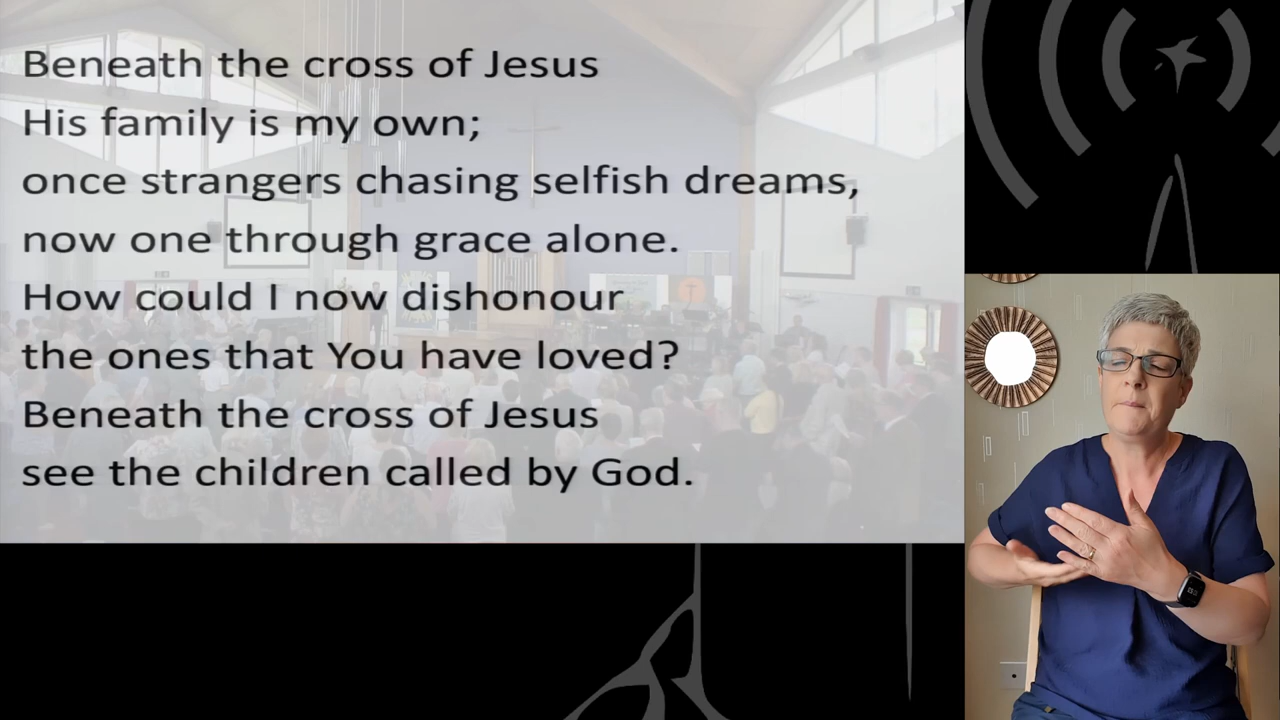 Beneath the cross of Jesus
His family is my own;
once strangers chasing selfish dreams,
now one through grace alone.
How could I now dishonour
the ones that You have loved?
Beneath the cross of Jesus
see the children called by God.